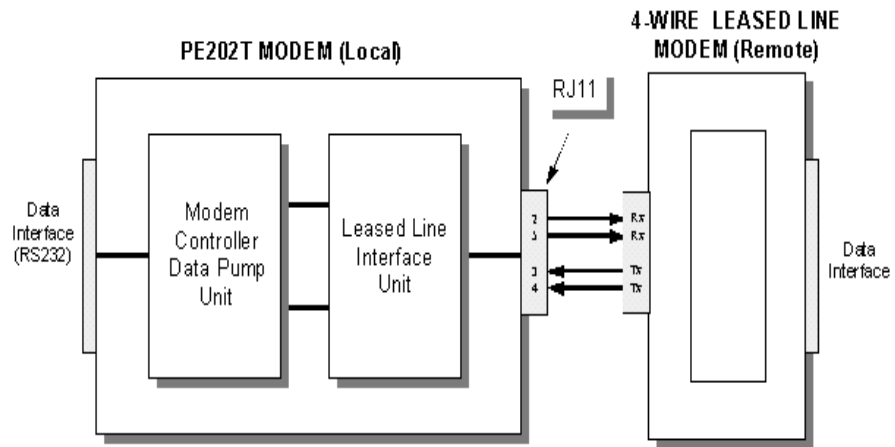 4-WIRE LEASED LINE
MODEM (Remote)
PE202T MODEM (Local)
RJ11
Data
Interface
(RS232)
Modem
Controller
Data Pump
Unit
Leased Line
Interface
Unit
2
5
3
4
Rx
Rx
Tx
Tx
Data
Interface